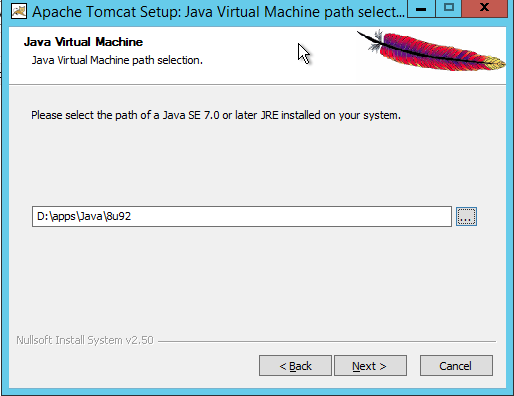 Apache Tomcat Setup: Java Virtual Machine path select...
Java Virtual Machine
Java Virtual Machine path selection.
Please select the path of a Java SE 7.0 or later JRE installed on your system.
D:\apps\Java\8u92
...
Nullsoft Install System v2.50
< Back
Next >
Cancel